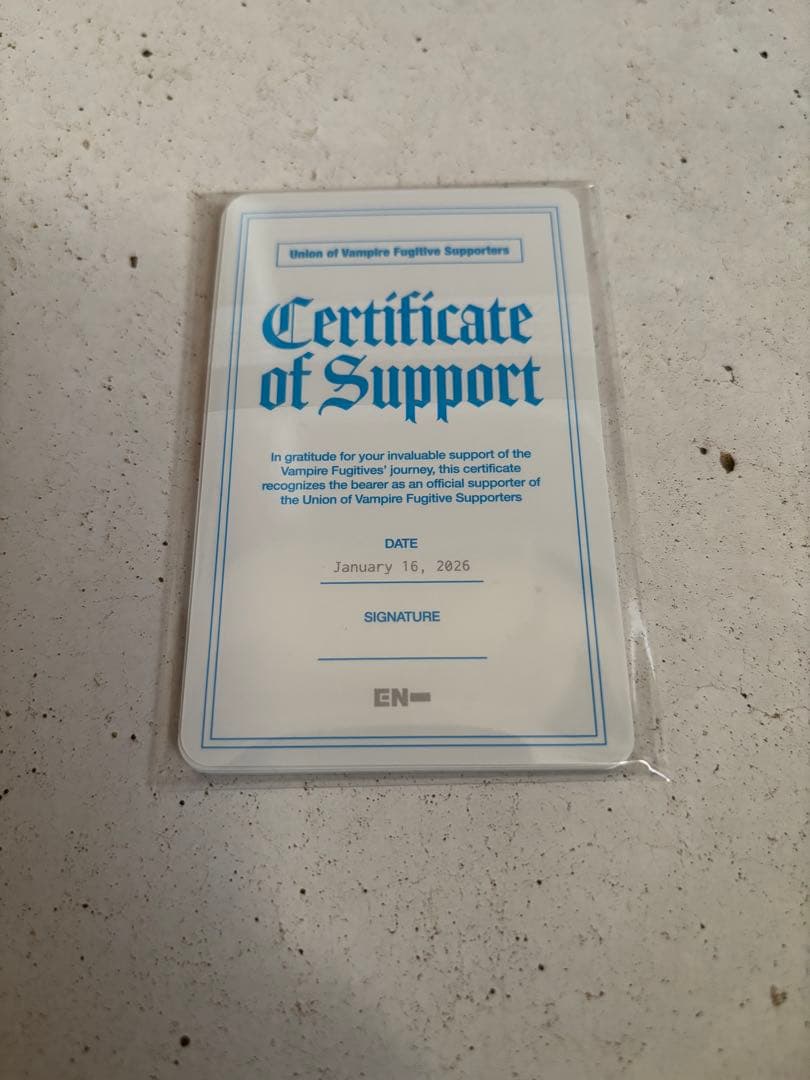 Union of Vampire Fugitive Supporters
Certificate
of Support
In gratitude for your invaluable support of the
Vampire Fugitives' journey, this certificate
recognizes the bearer as an official supporter of
the Union of Vampire Fugitive Supporters
DATE
January 16, 2026
SIGNATURE
EN-